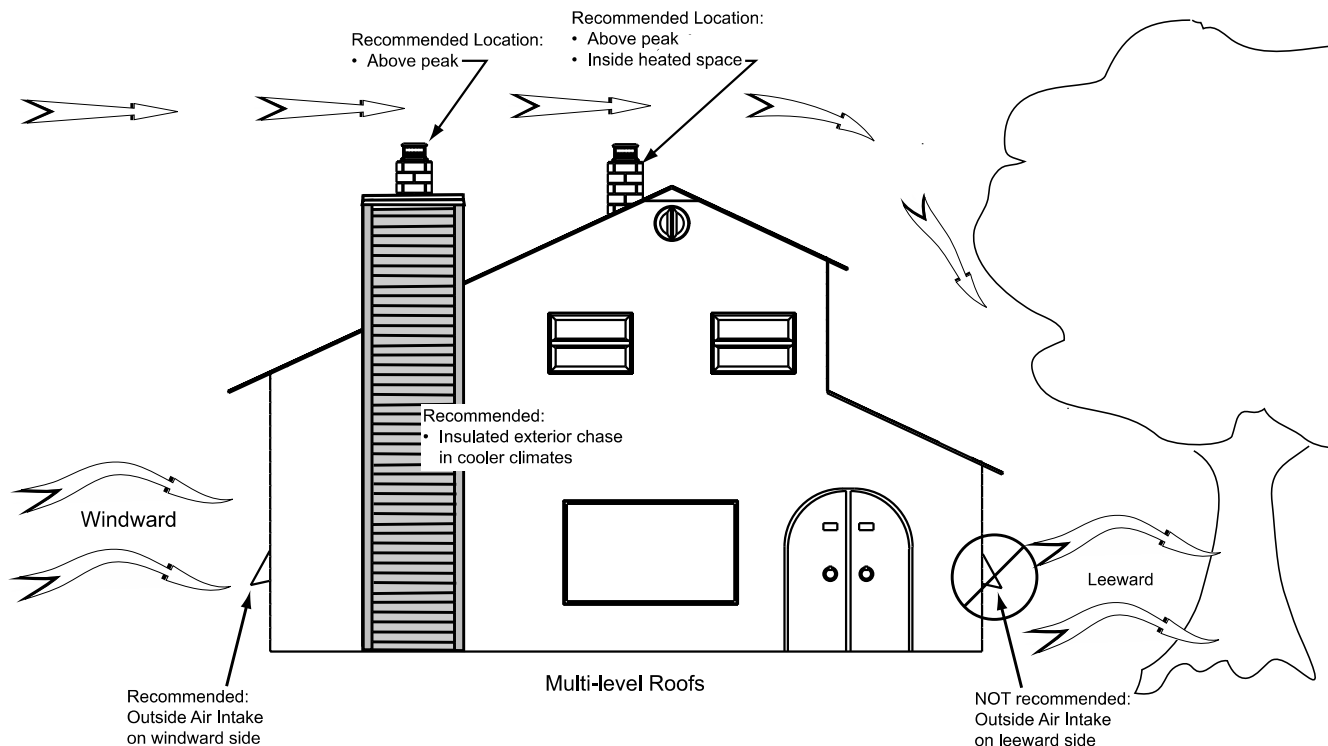 Recommended Location:
• Above peak
Recommended Location:
• Above peak
• Inside heated space
Recommended:
• Insulated exterior chase
in cooler climates
Windward
Leeward
Recommended:
Outside Air Intake
on windward side
Multi-level Roofs
NOT recommended:
Outside Air Intake
on leeward side